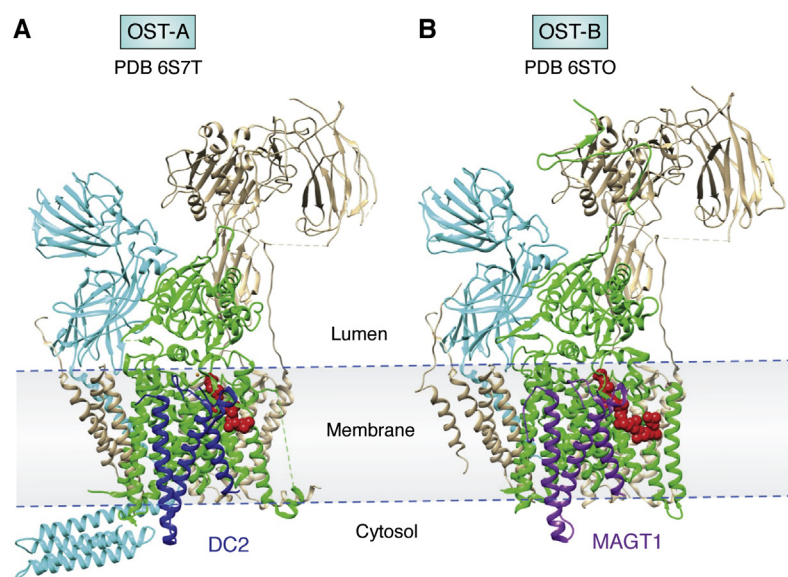 A
OST-A
PDB 6S7T
B
OST-B
PDB 6STO
Lumen
Membrane
Cytosol
DC2
MAGT1